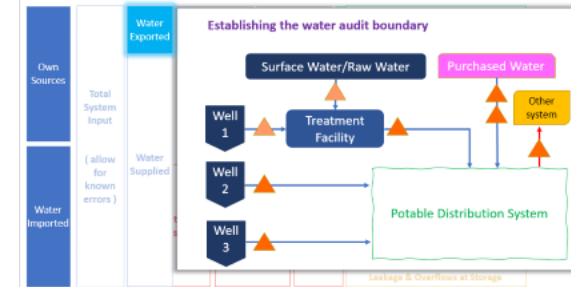 Own
Sources
Water
Imported
Total
System
Input
( allow
for
known
errors )
Water
Exported
Water
Supplied
Establishing the water audit boundary
Surface Water/Raw Water
Purchased Water
Other
system
Well
1
Treatment
Facility
Well
2
Well
3
Potable Distribution System
Leakage & Overflows at Storage